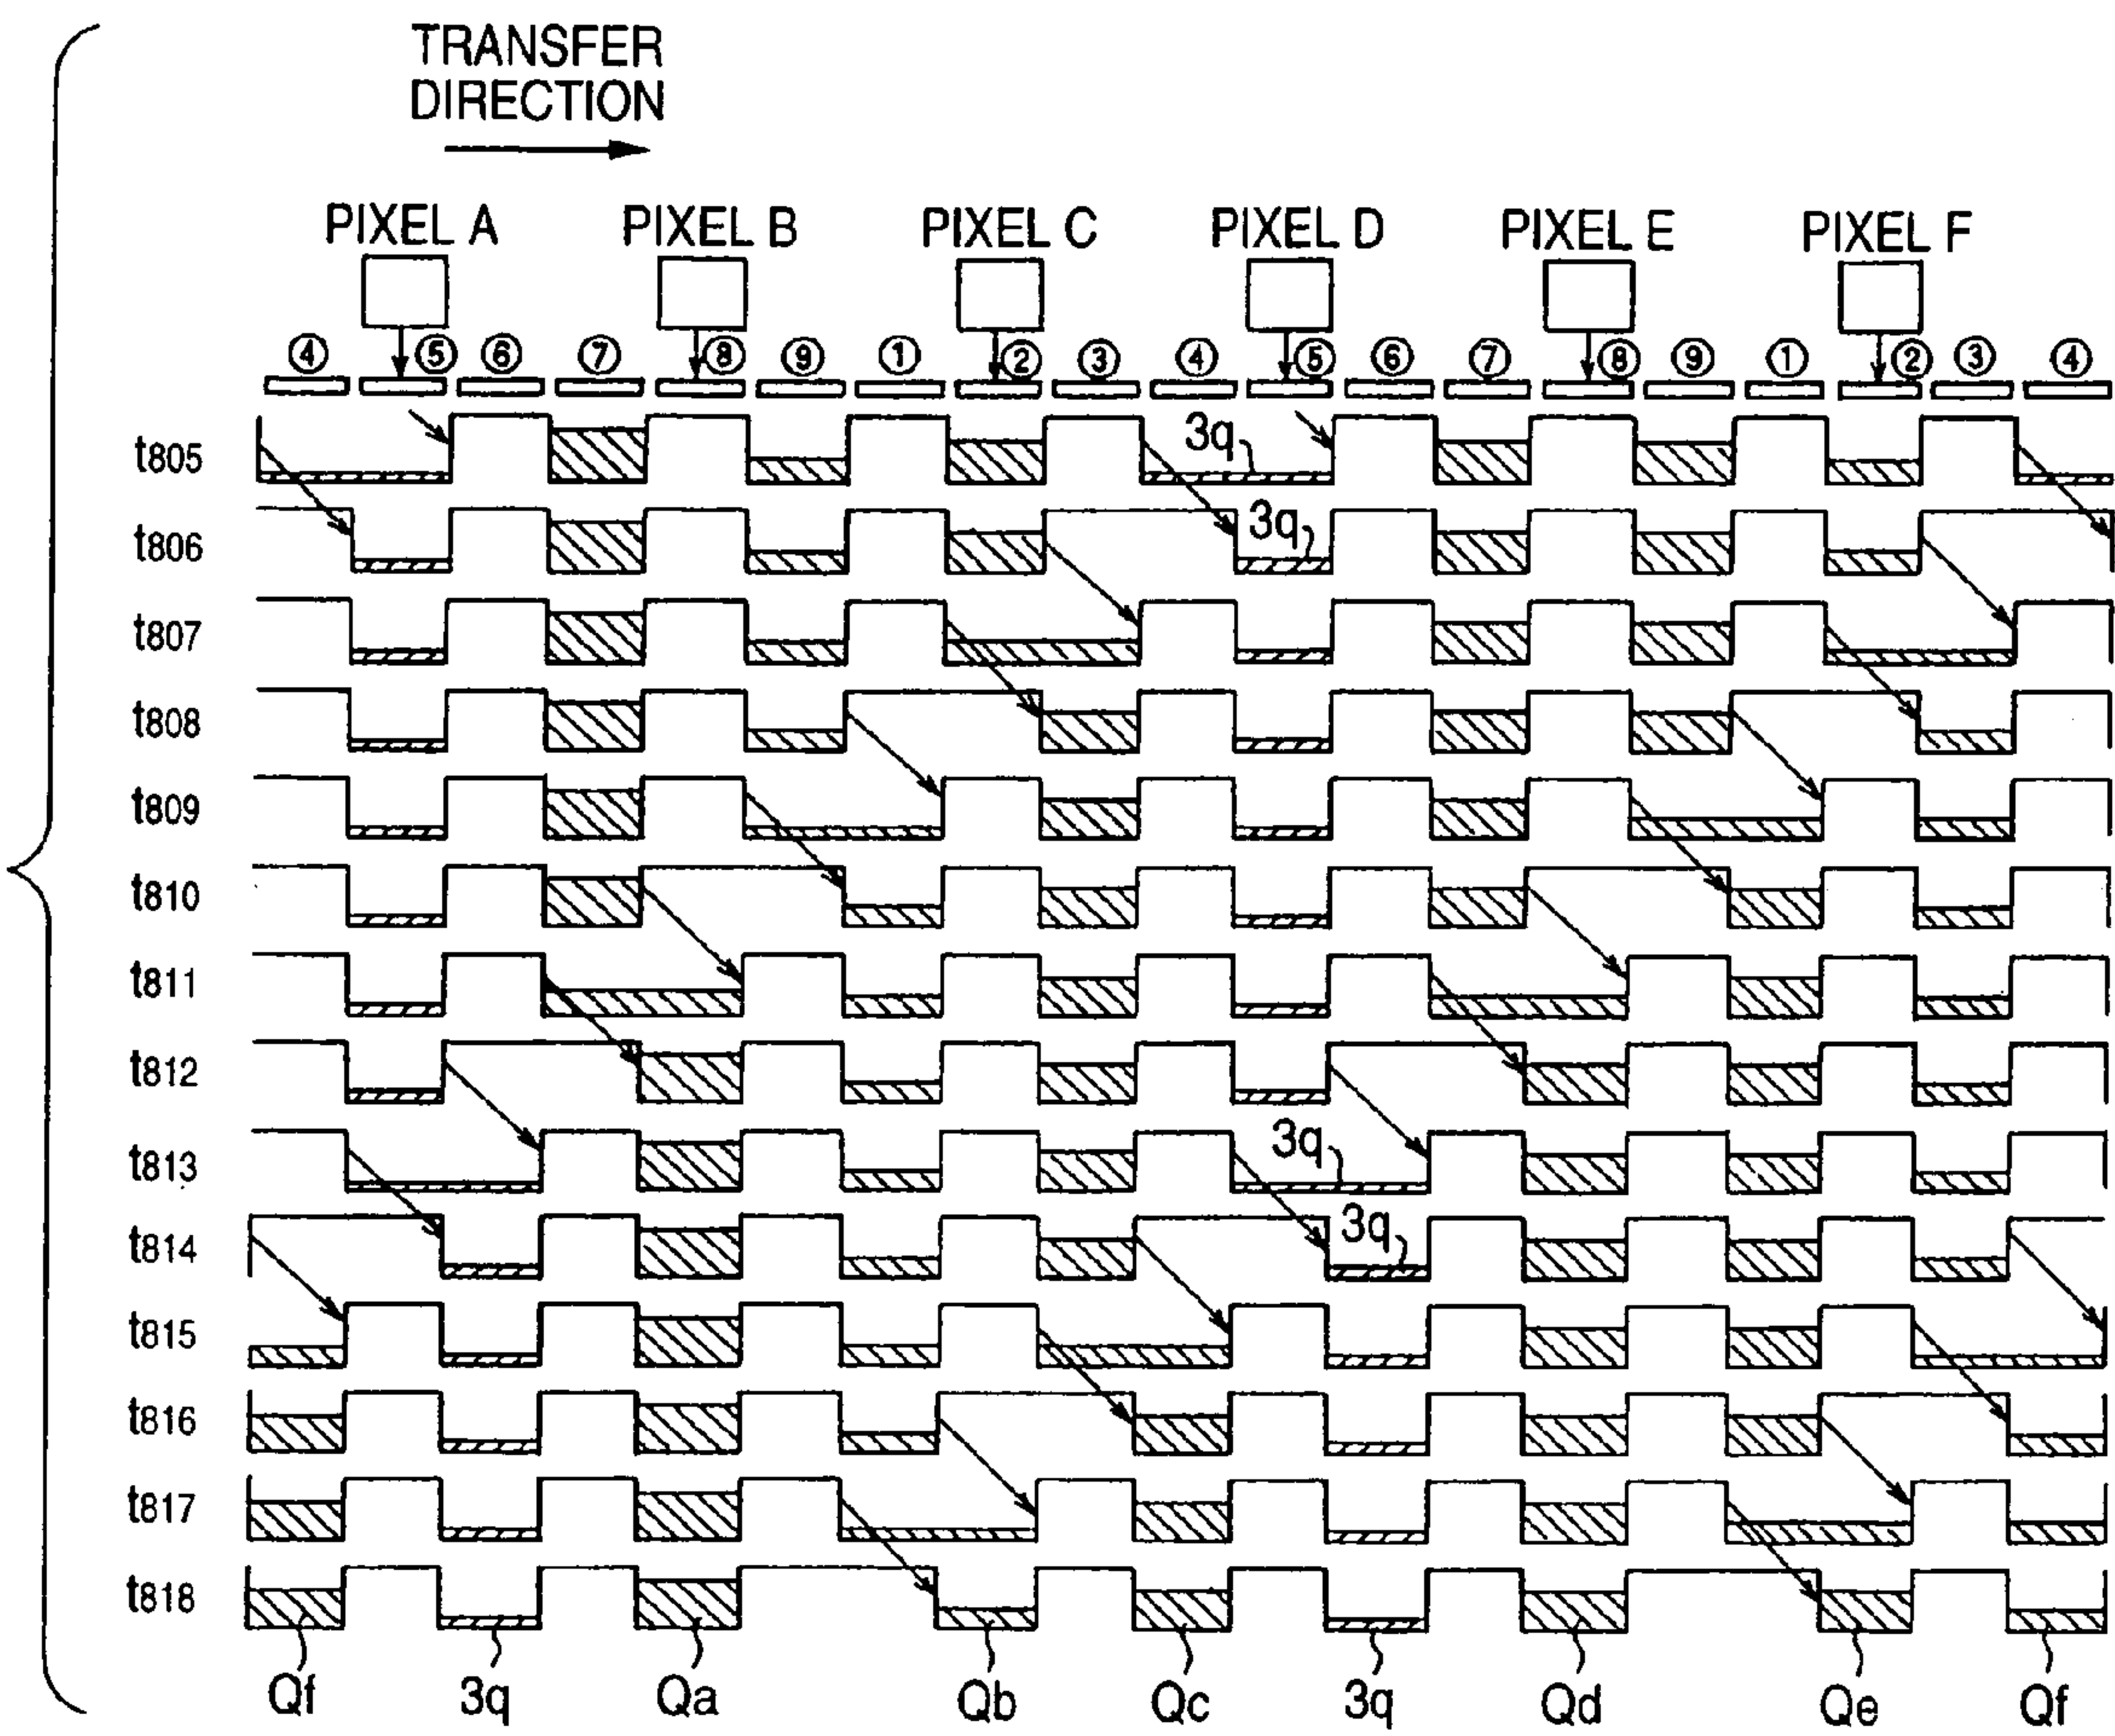 TRANSFER
DIRECTION
PIXEL A PIXEL B PIXEL C PIXEL D PIXEL E PIXEL F
④ ⑤ ⑥ ⑦ ⑧ ⑨ ① ② ③ ④ ⑤ ⑥ ⑦ ⑧ ⑨ ① ② ③ ④
t805 3q
t806 3q
t807
t808
t809
t810
t811
t812
t813 3q
t814 3q
t815
t816
t817
t818
Qf 3q Qa Qb Qc 3q Qd Qe Qf